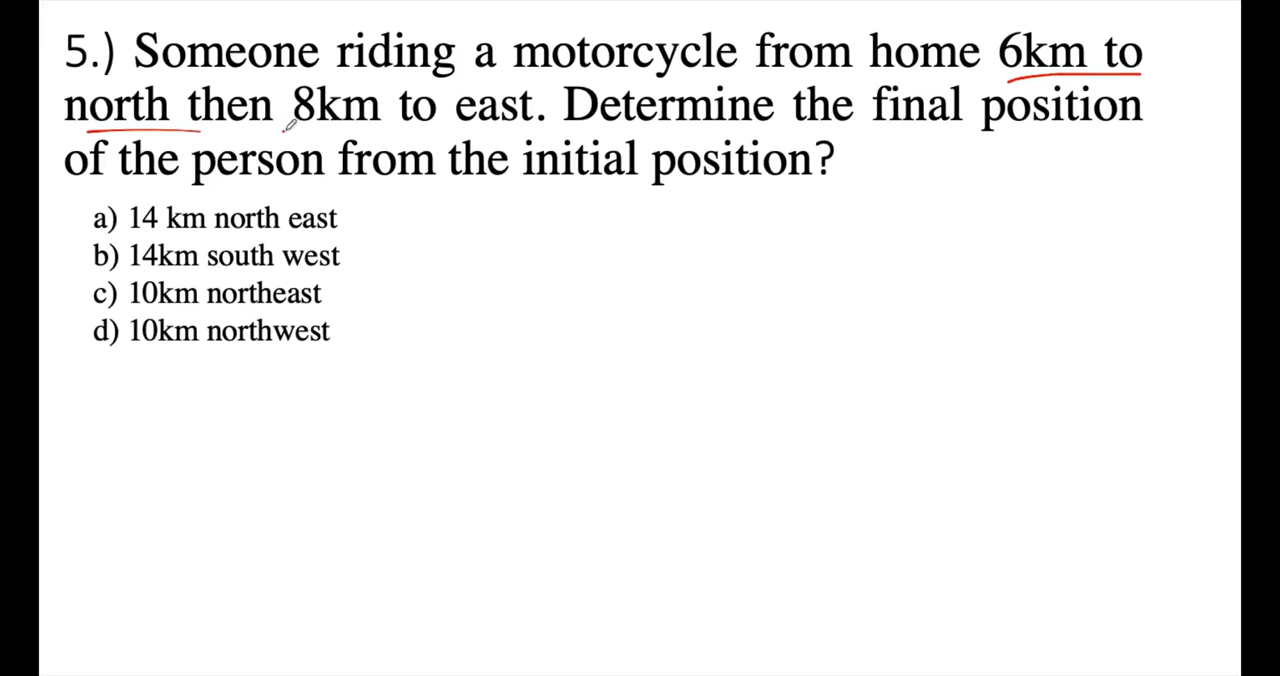 5.) Someone riding a motorcycle from home 6km to
north then 8km to east. Determine the final position
of the person from the initial position?
a) 14 km north east
b) 14km south west
c) 10km northeast
d) 10km northwest